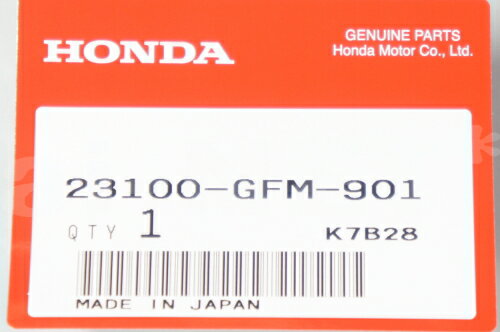 HONDA
GENUINE PARTS
Honda Motor Co., Ltd.
23100-GFM-901
QTY 1 K7B28
MADE IN JAPAN